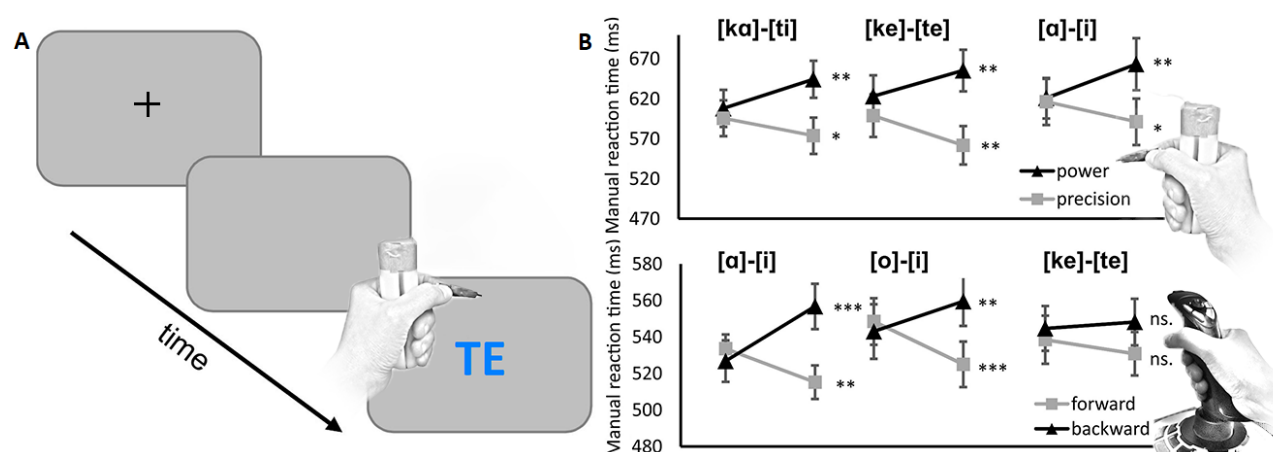 A
+
time
TE
B
Manual reaction time (ms)
[kɑ]-[ti]
[ke]-[te]
[ɑ]-[i]
670
620
570
520
470
**
*
**
**
**
*
power
precision
Manual reaction time (ms)
[ɑ]-[i]
[o]-[i]
[ke]-[te]
580
560
540
520
500
480
***
**
**
***
ns.
ns.
forward
backward